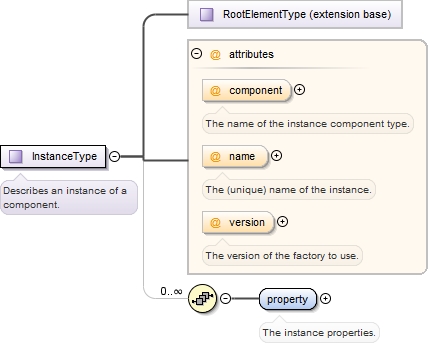 RootElementType (extension base)
@ attributes
@ component
The name of the instance component type.
InstanceType
@ name
Describes an instance of a
component.
The (unique) name of the instance.
@ version
The version of the factory to use.
0..∞
property
The instance properties.